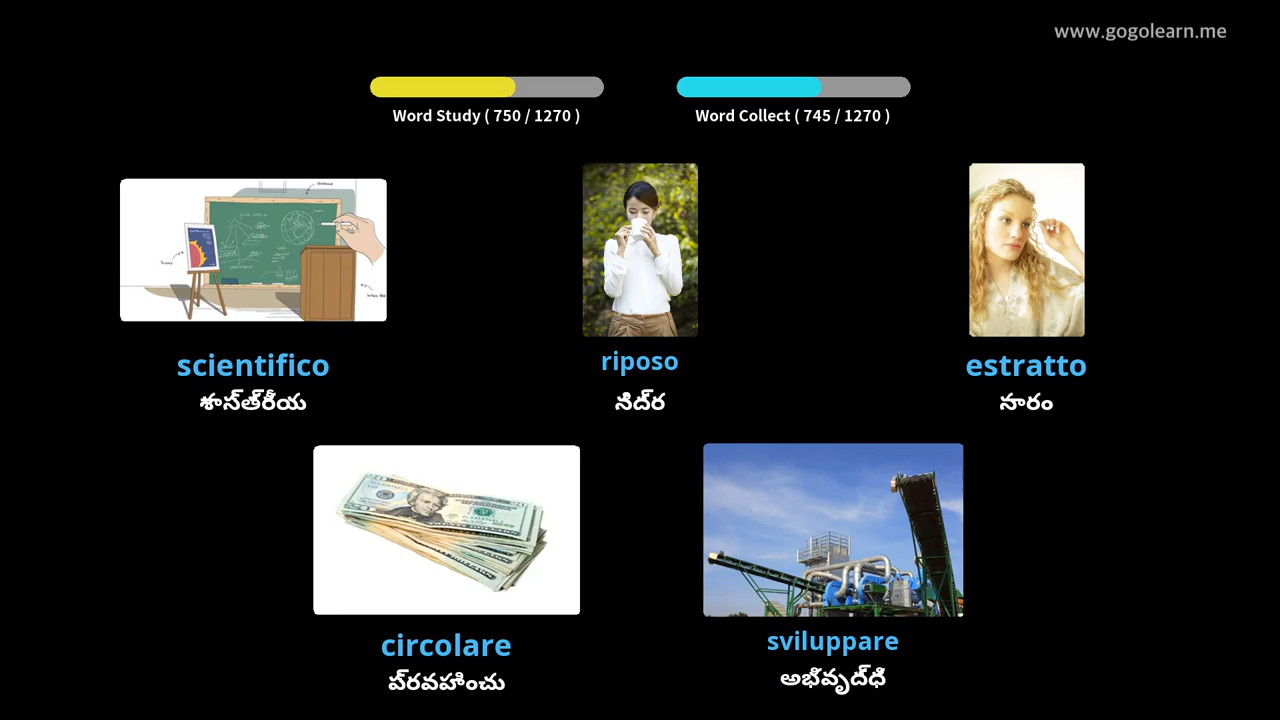 www.gogolearn.me
Word Study ( 750 / 1270 )
Word Collect ( 745 / 1270 )
scientifico
శాస్త్రీయ
riposo
నిద్ర
estratto
సారం
circolare
ప్రవహించు
sviluppare
అభివృద్ధి